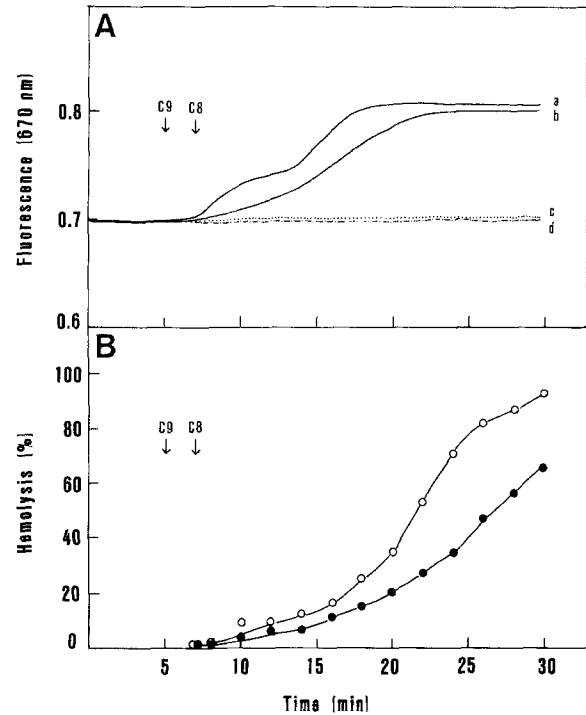 A
Fluorescence (670 nm)
0.8
0.7
0.6
C9 C8
a
b
c
d
B
Hemolysis (%)
100
80
60
40
20
0
C9 C8
5 10 15 20 25 30
Time (min)